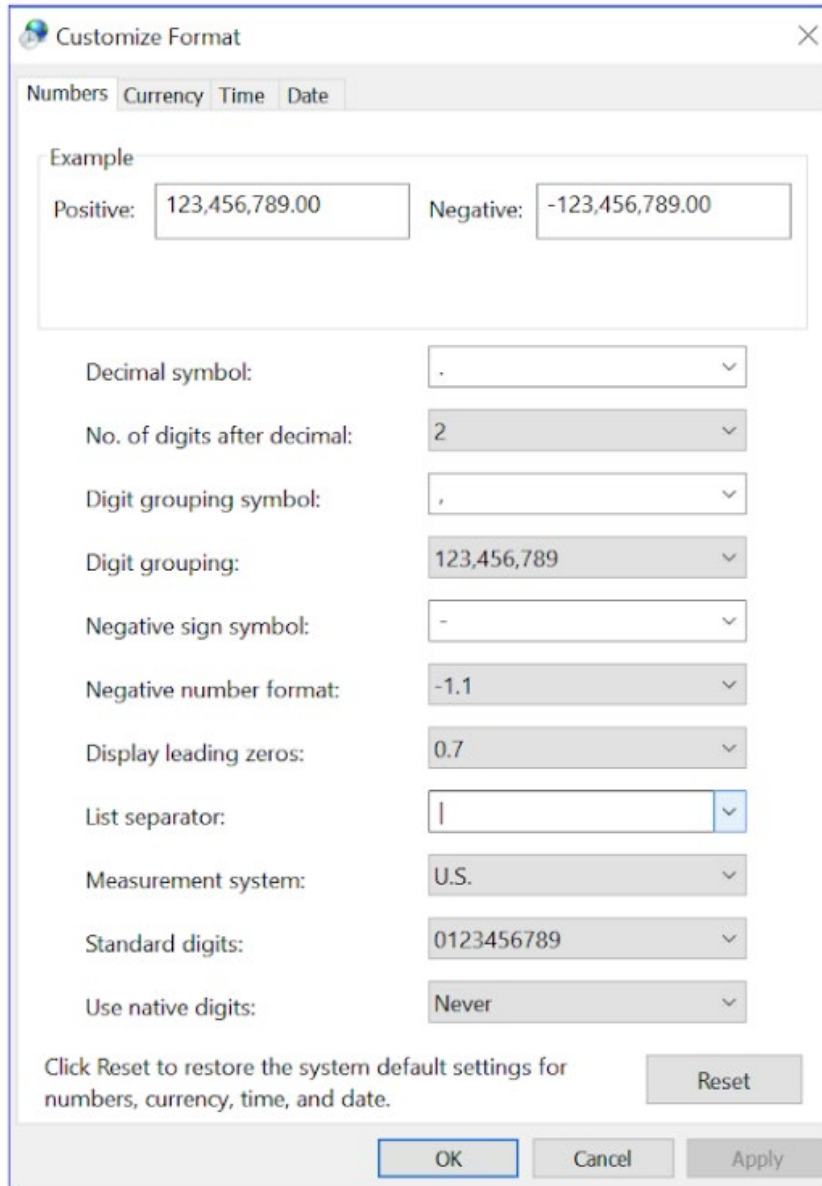 Customize Format
Numbers Currency Time Date
Example
Positive: 123,456,789.00 Negative: -123,456,789.00
Decimal symbol: .
No. of digits after decimal: 2
Digit grouping symbol: ,
Digit grouping: 123,456,789
Negative sign symbol: -
Negative number format: -1.1
Display leading zeros: 0.7
List separator: |
Measurement system: U.S.
Standard digits: 0123456789
Use native digits: Never
Click Reset to restore the system default settings for
numbers, currency, time, and date. Reset
OK Cancel Apply